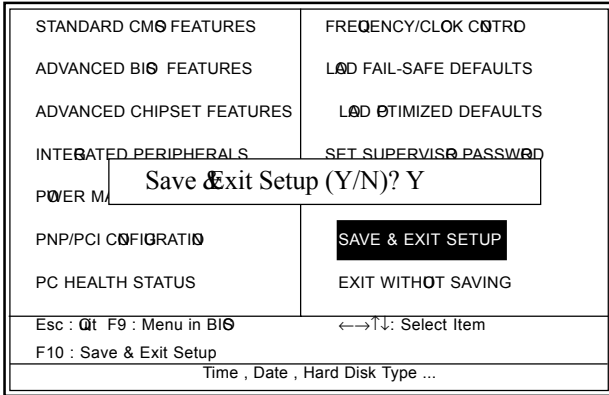 STANDARD CMOS FEATURES
ADVANCED BIOS FEATURES
ADVANCED CHIPSET FEATURES
INTEGRATED PERIPHERALS
POWER MA
PNP/PCI CONFIGURATION
PC HEALTH STATUS
FREQUENCY/CLOCK CONTROL
LOAD FAIL-SAFE DEFAULTS
LOAD OPTIMIZED DEFAULTS
SET SUPERVISOR PASSWORD
Save & Exit Setup (Y/N)? Y
SAVE & EXIT SETUP
EXIT WITHOUT SAVING
Esc : Quit F9 : Menu in BIOS
←→↑↓: Select Item
F10 : Save & Exit Setup
Time , Date , Hard Disk Type ...